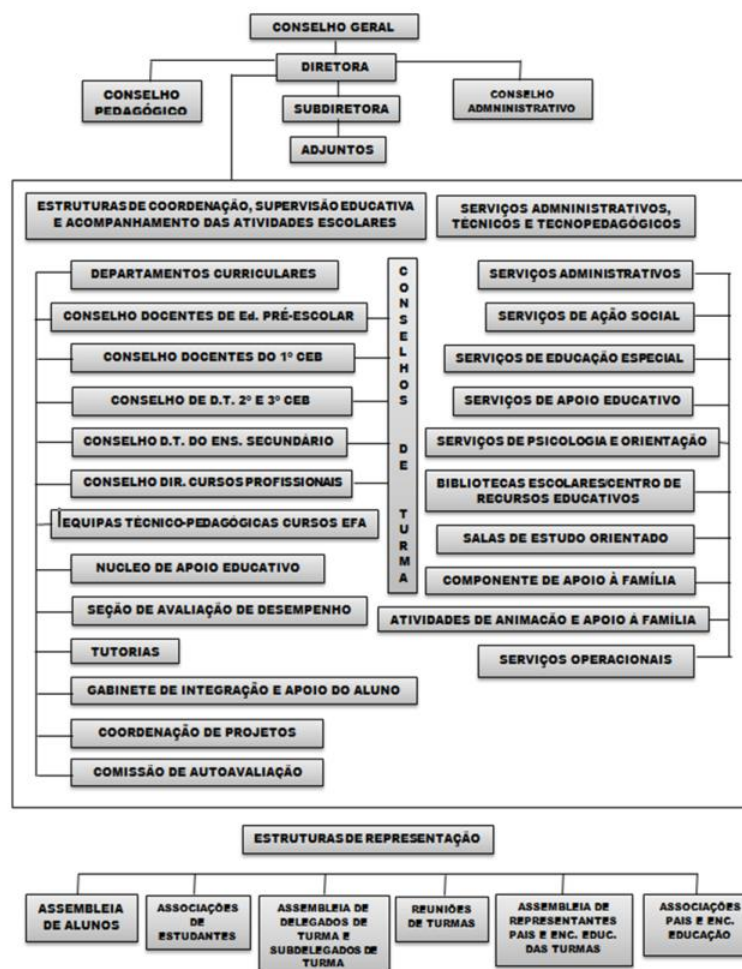 CONSELHO GERAL
DIRETORA
CONSELHO
PEDAGÓGICO
CONSELHO
ADMNINISTRATIVO
SUBDIRETORA
ADJUNTOS
ESTRUTURAS DE COORDENAÇÃO, SUPERVISÃO EDUCATIVA
E ACOMPANHAMENTO DAS ATIVIDADES ESCOLARES
SERVIÇOS ADMNINISTRATIVOS,
TÉCNICOS E TECNOPEDAGÓGICOS
DEPARTAMENTOS CURRICULARES
CONSELHO DOCENTES DE Ed. PRÉ-ESCOLAR
CONSELHO DOCENTES DO 1º CEB
CONSELHO DE D.T. 2º E 3º CEB
CONSELHO D.T. DO ENS. SECUNDÁRIO
CONSELHO DIR. CURSOS PROFISSIONAIS
EQUIPAS TÉCNICO-PEDAGÓGICAS CURSOS EFA
NUCLEO DE APOIO EDUCATIVO
SEÇÃO DE AVALIAÇÃO DE DESEMPENHO
TUTORIAS
GABINETE DE INTEGRAÇÃO E APOIO DO ALUNO
COORDENAÇÃO DE PROJETOS
COMISSÃO DE AUTOAVALIAÇÃO
CONSELHOS DE TURMA
SERVIÇOS ADMINISTRATIVOS
SERVIÇOS DE AÇÃO SOCIAL
SERVIÇOS DE EDUCAÇÃO ESPECIAL
SERVIÇOS DE APOIO EDUCATIVO
SERVIÇOS DE PSICOLOGIA E ORIENTAÇÃO
BIBLIOTECAS ESCOLARES/CENTRO DE
RECURSOS EDUCATIVOS
SALAS DE ESTUDO ORIENTADO
COMPONENTE DE APOIO À FAMÍLIA
ATIVIDADES DE ANIMACÃO E APOIO Á FAMÍLIA
SERVIÇOS OPERACIONAIS
ESTRUTURAS DE REPRESENTAÇÃO
ASSEMBLEIA
DE ALUNOS
ASSOCIAÇÕES
DE
ESTUDANTES
ASSEMBLEIA DE
DELEGADOS DE
TURMA E
SUBDELEGADOS DE
TURMA
REUNIÕES
DE TURMAS
ASSEMBLEIA DE
REPRESENTANTES
PAIS E ENC. EDUC.
DAS TURMAS
ASSOCIAÇÕES
PAIS E ENC.
EDUCAÇÃO